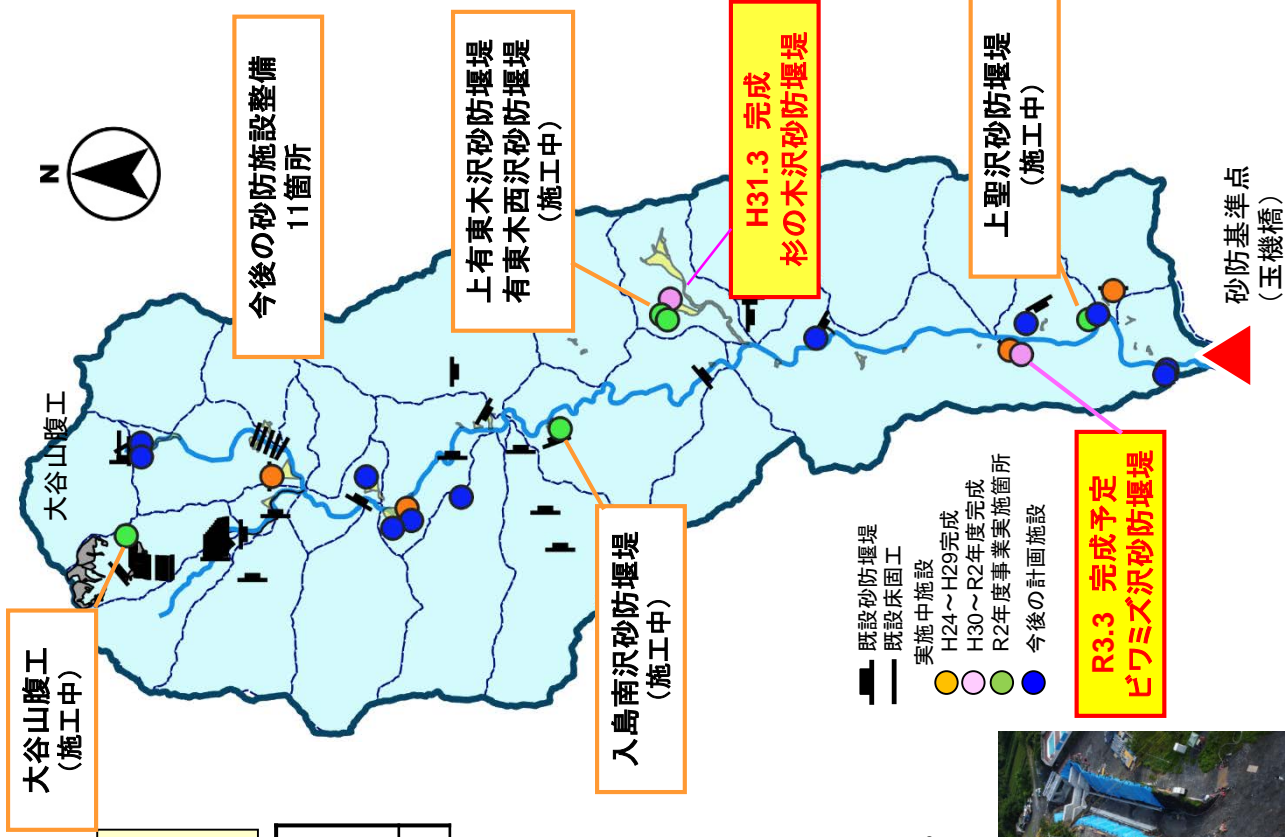 N
大谷山腹工
大谷山腹工
(施工中)
今後の砂防施設整備
11箇所
上有東木沢砂防堰堤
有東木西沢砂防堰堤
(施工中)
H31.3 完成
杉の木沢砂防堰堤
上聖沢砂防堰堤
(施工中)
入島南沢砂防堰堤
(施工中)
R3.3 完成予定
ビワミズ沢砂防堰堤
砂防基準点
(玉機橋)
既設砂防堰堤
既設床固工
実施中施設
H24～H29完成
H30～R2年度完成
R2年度事業実施箇所
今後の計画施設